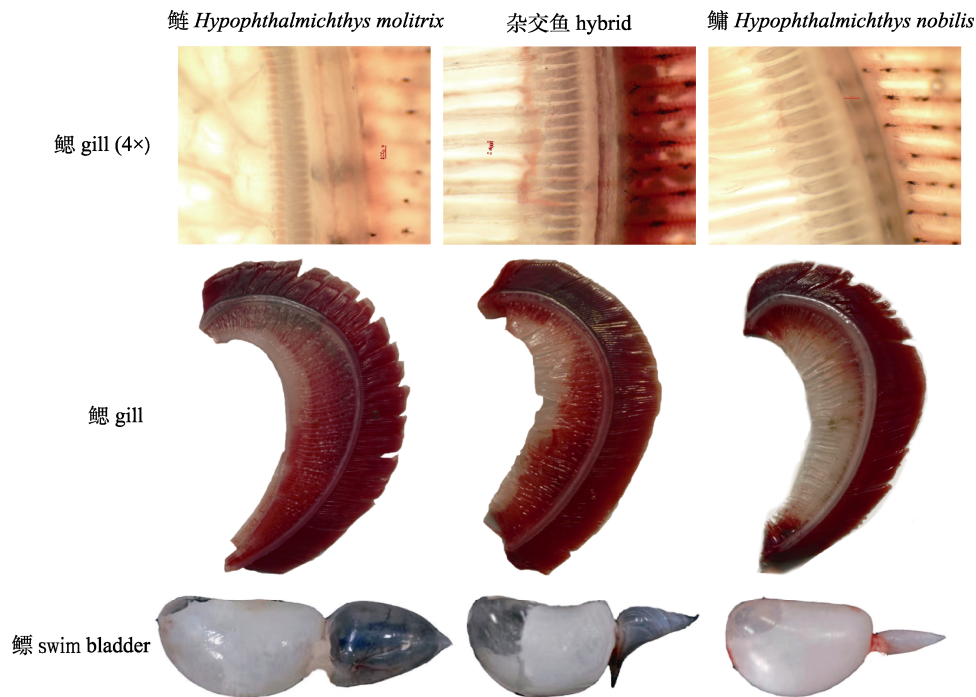 鲢 Hypophthalmichthys molitrix
杂交鱼 hybrid
鳙 Hypophthalmichthys nobilis
鳃 gill (4×)
鳃 gill
鳔 swim bladder